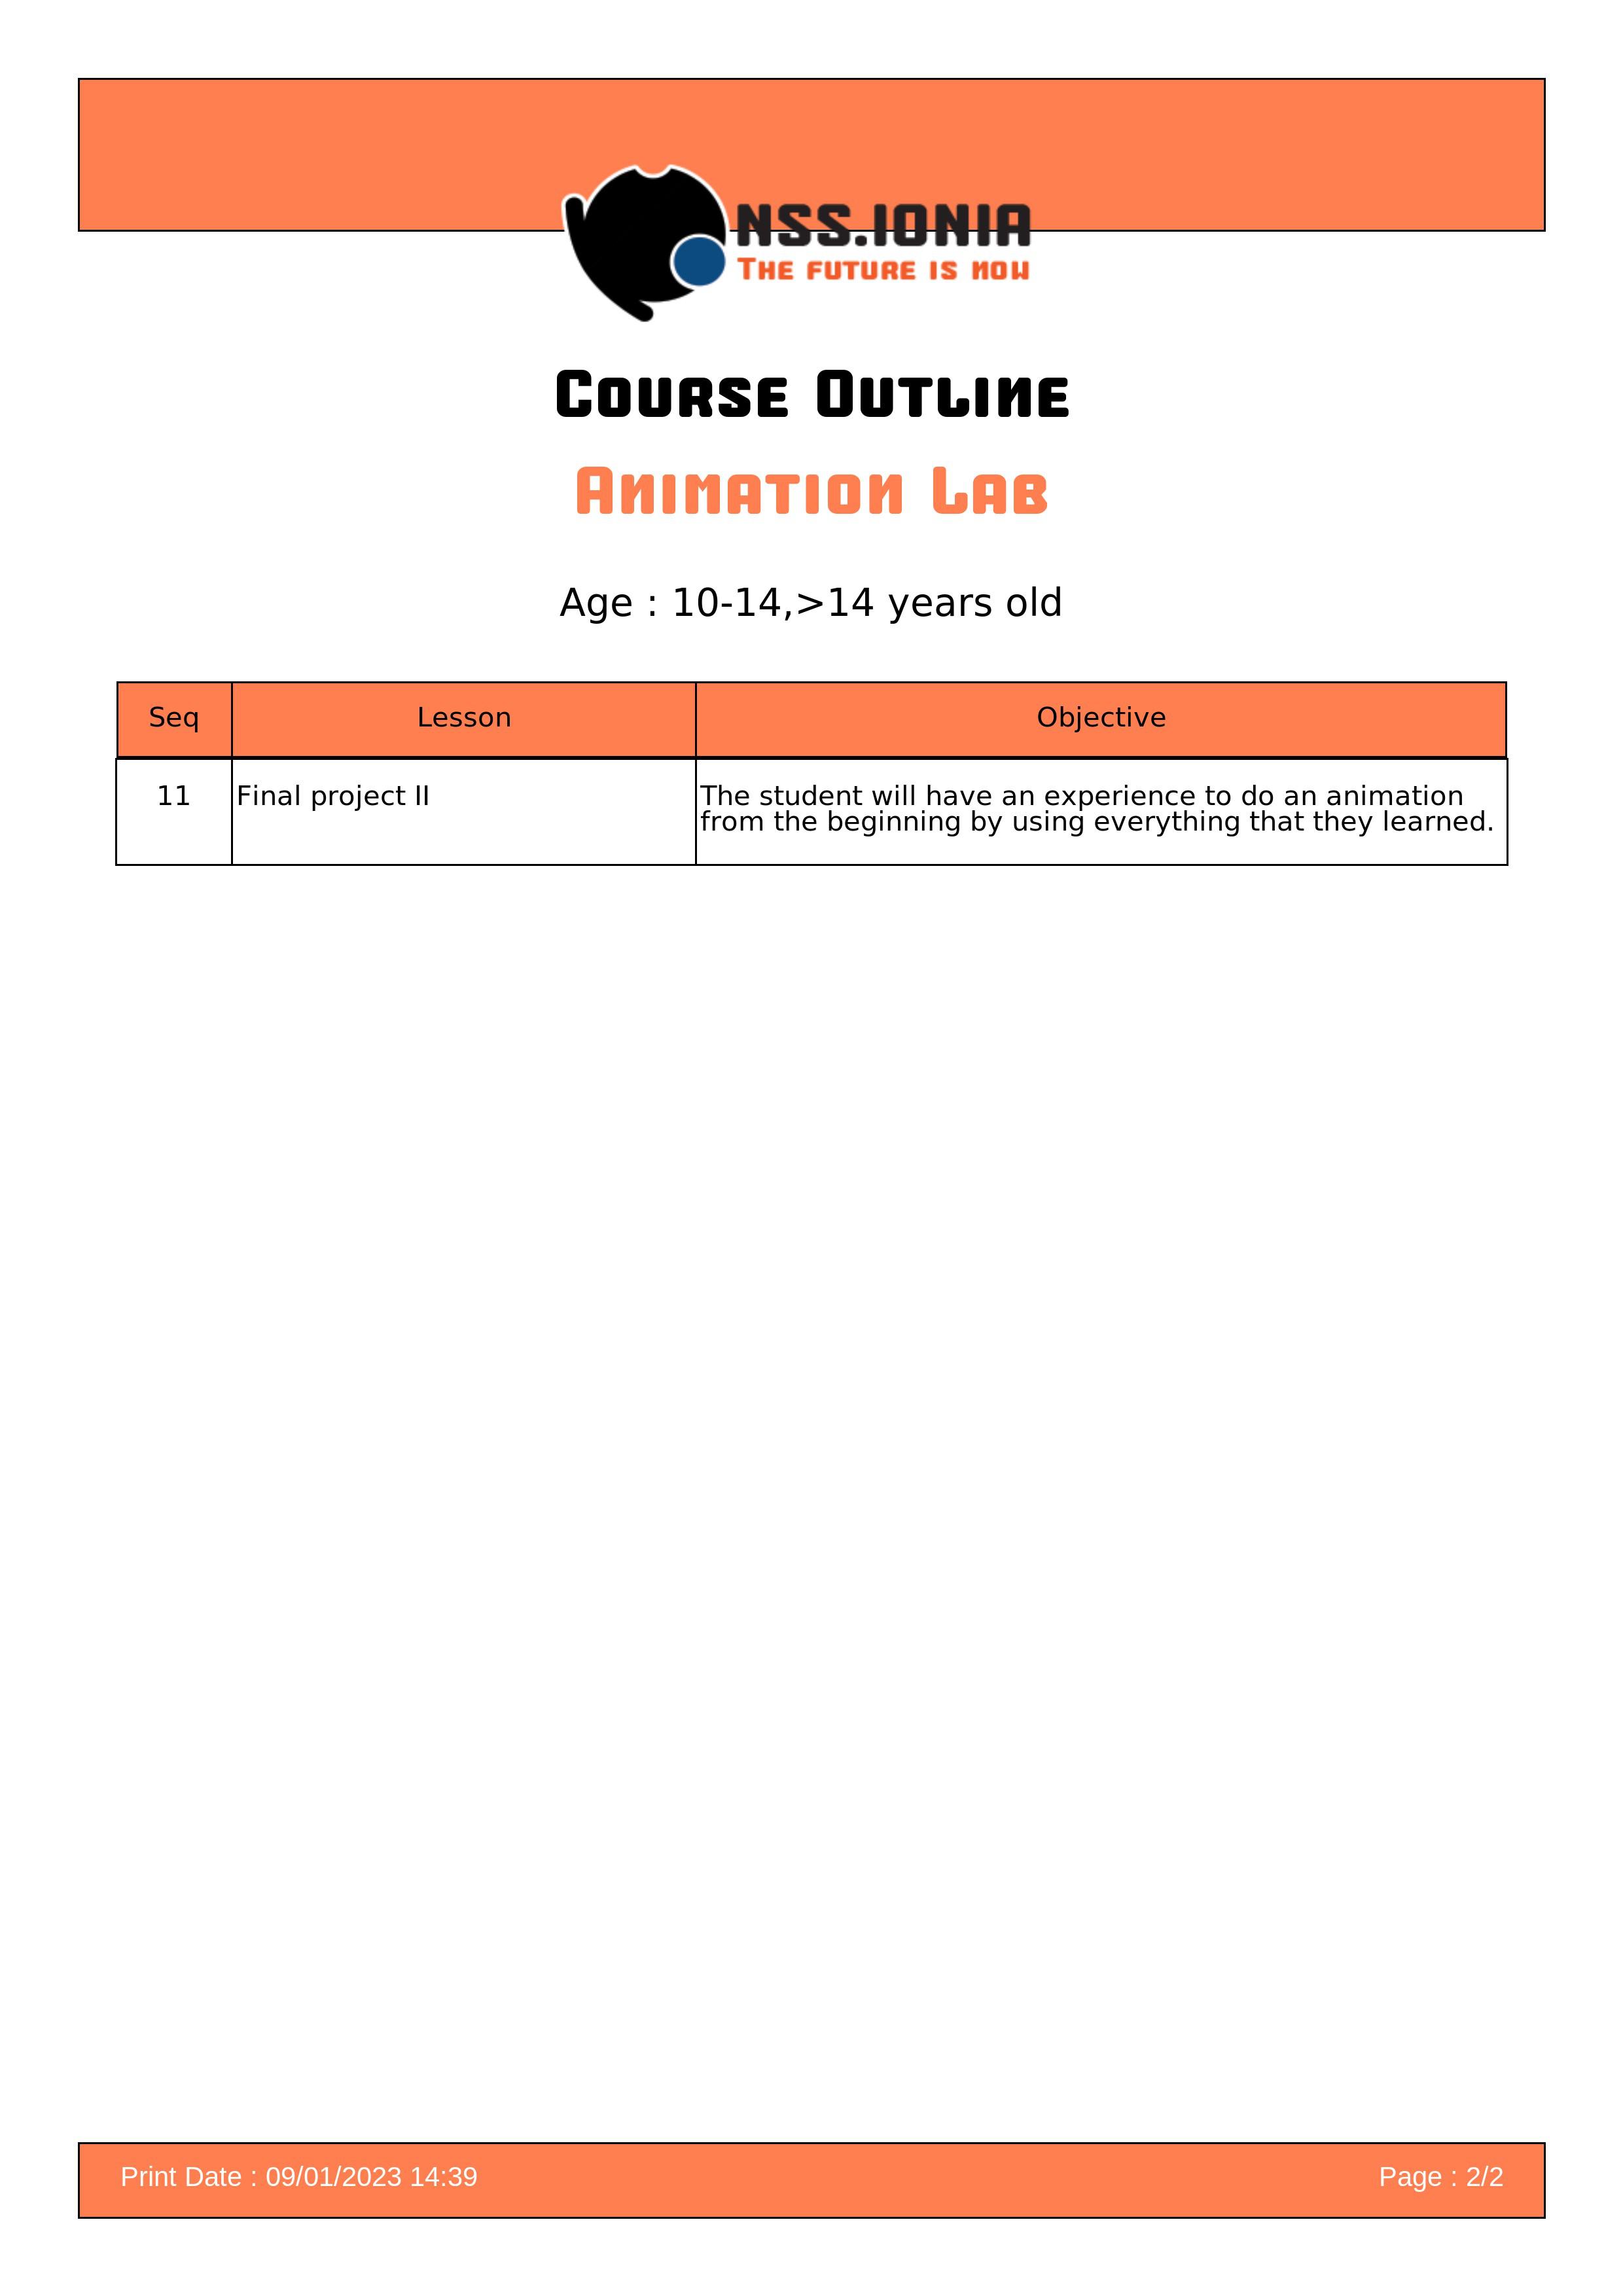 NSS.IONIA
The future is now
Course Outline
Animation Lab
Age : 10-14,>14 years old
Seq Lesson Objective
11 Final project II The student will have an experience to do an animation
from the beginning by using everything that they learned.
Print Date : 09/01/2023 14:39 Page : 2/2